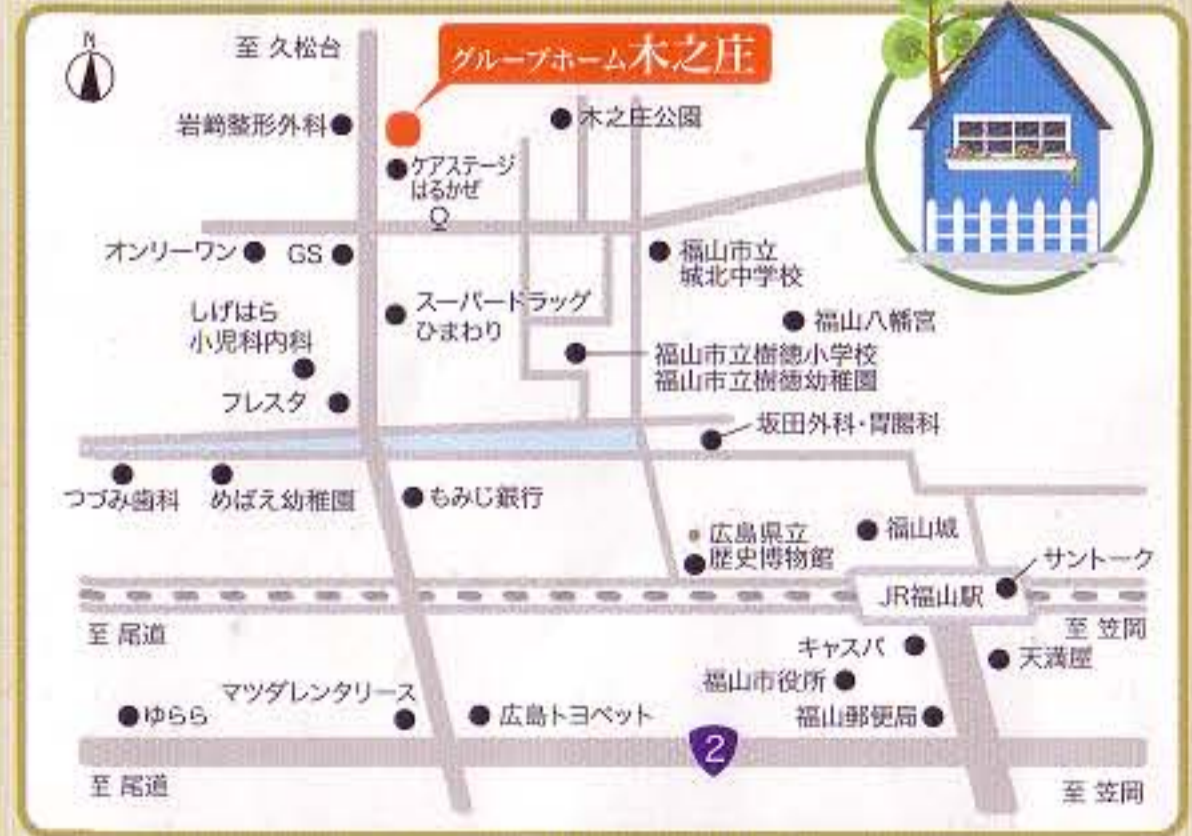 N
至 久松台
グループホーム木之庄
岩﨑整形外科
木之庄公園
ケアステージ
はるかぜ
オンリーワン
GS
福山市立
城北中学校
しげはら
小児科内科
スーパードラッグ
ひまわり
福山八幡宮
福山市立樹徳小学校
福山市立樹徳幼稚園
フレスタ
坂田外科・胃腸科
つづみ歯科
めばえ幼稚園
もみじ銀行
広島県立
歴史博物館
福山城
サントーク
JR福山駅
至 尾道
至 笠岡
キャスパ
天満屋
福山市役所
マツダレンタリース
ゆらら
広島トヨペット
福山郵便局
2
至 尾道
至 笠岡